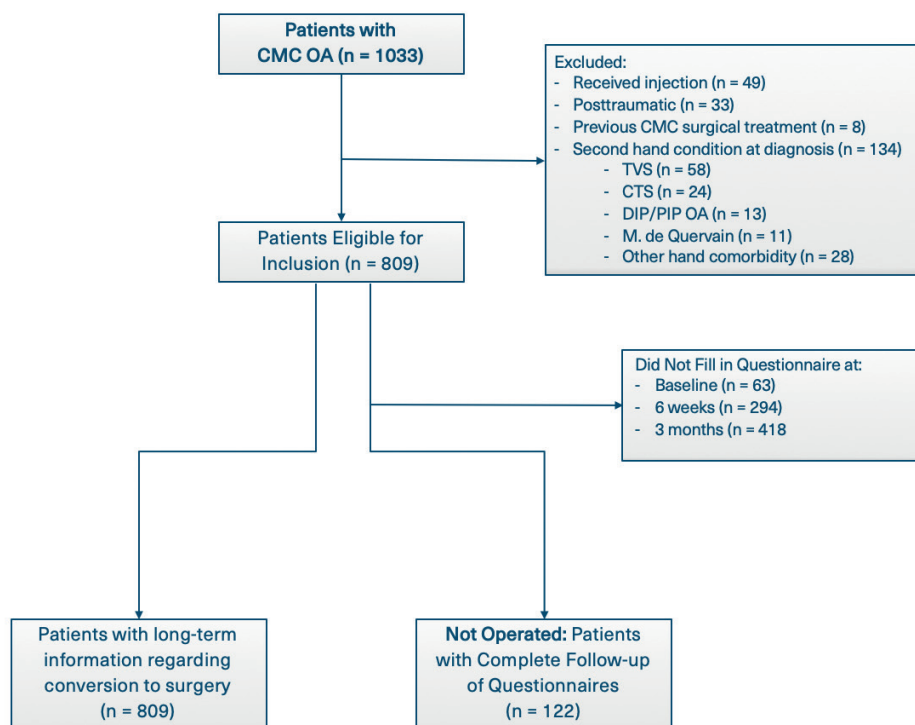 Patients with
CMC OA (n = 1033)
Excluded:
- Received injection (n = 49)
- Posttraumatic (n = 33)
- Previous CMC surgical treatment (n = 8)
- Second hand condition at diagnosis (n = 134)
- TVS (n = 58)
- CTS (n = 24)
- DIP/PIP OA (n = 13)
- M. de Quervain (n = 11)
- Other hand comorbidity (n = 28)
Patients Eligible for
Inclusion (n = 809)
Did Not Fill in Questionnaire at:
- Baseline (n = 63)
- 6 weeks (n = 294)
- 3 months (n = 418
Patients with long-term
information regarding
conversion to surgery
(n = 809)
Not Operated: Patients
with Complete Follow-up
of Questionnaires
(n = 122)